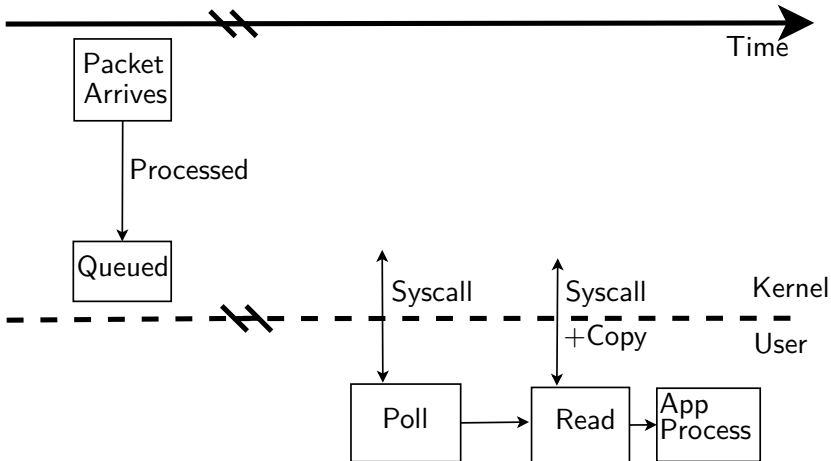 Time
Packet
Arrives
Processed
Queued
Syscall
Syscall
+Copy
Kernel
User
Poll
Read
App
Process